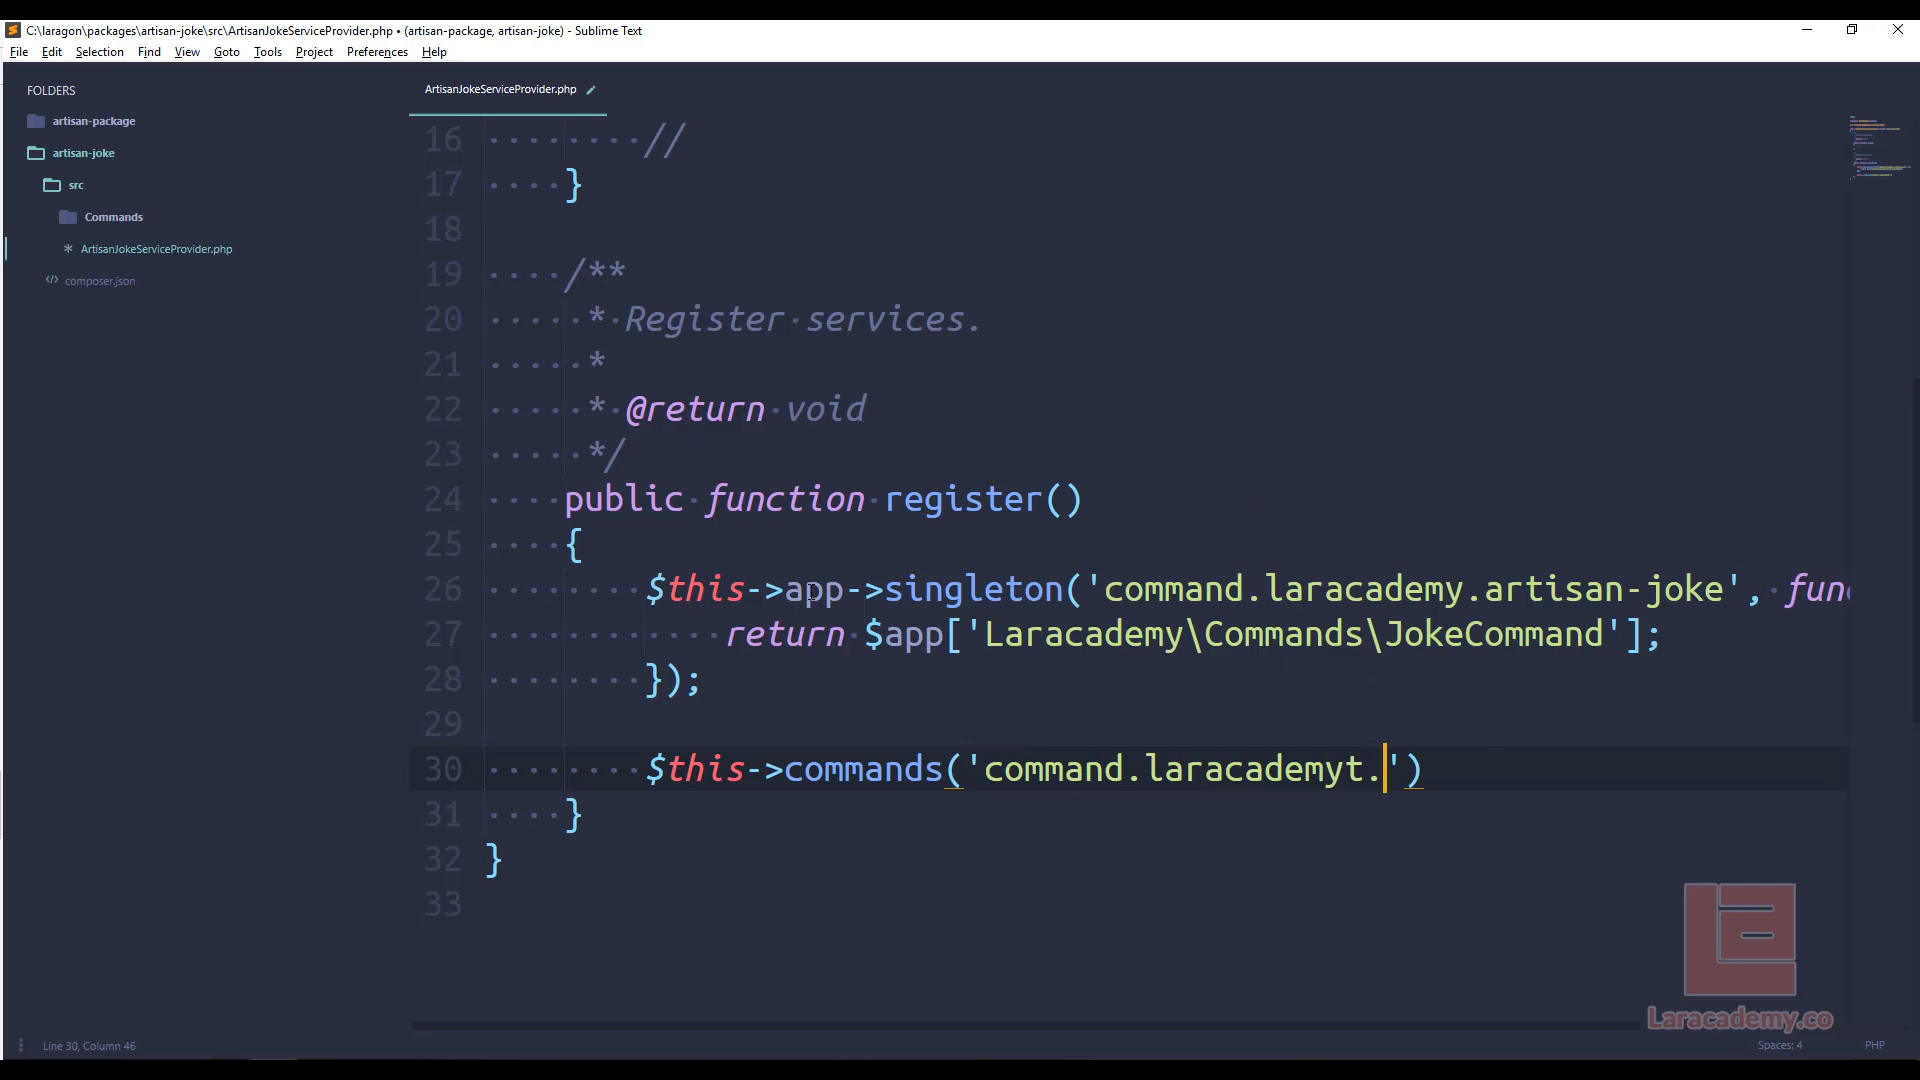 C:\laragon\packages\artisan-joke\src\ArtisanJokeServiceProvider.php • (artisan-package, artisan-joke) - Sublime Text
File Edit Selection Find View Goto Tools Project Preferences Help
FOLDERS
artisan-package
artisan-joke
src
Commands
ArtisanJokeServiceProvider.php
composer.json
ArtisanJokeServiceProvider.php
16 //
17 }
18
19 /**
20 * Register services.
21 *
22 * @return void
23 */
24 public function register()
25 {
26 $this->app->singleton('command.laracademy.artisan-joke', func
27 return $app['Laracademy\Commands\JokeCommand'];
28 });
29
30 $this->commands('command.laracademyt.')
31 }
32 }
33
LA
Laracademy.co
Line 30, Column 46
Spaces: 4
PHP